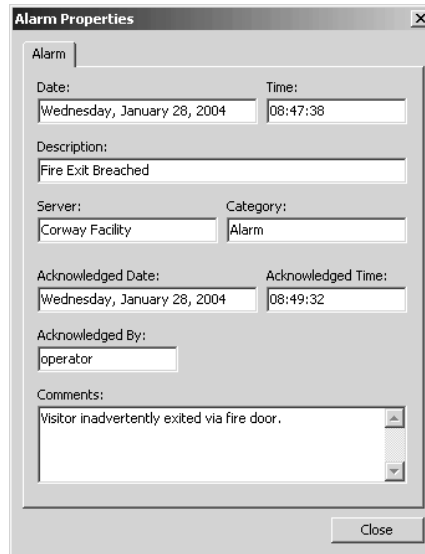 Alarm Properties
Alarm
Date: Time:
Wednesday, January 28, 2004 08:47:38
Description:
Fire Exit Breached
Server: Category:
Corway Facility Alarm
Acknowledged Date: Acknowledged Time:
Wednesday, January 28, 2004 08:49:32
Acknowledged By:
operator
Comments:
Visitor inadvertently exited via fire door.
Close